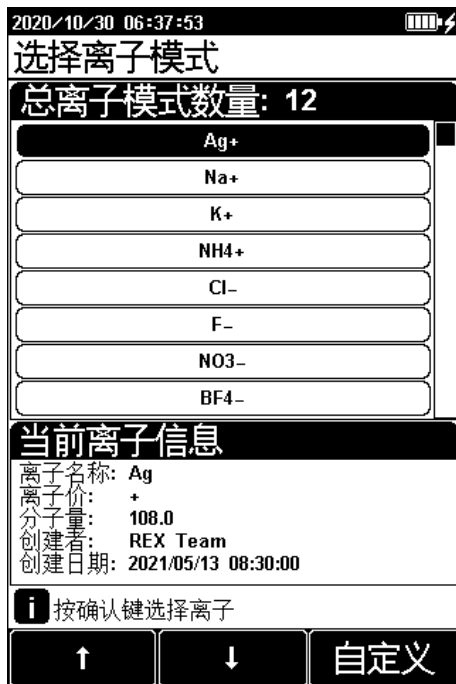 2020/10/30 06:37:53
选择离子模式
总离子模式数量: 12
Ag+
Na+
K+
NH4+
Cl-
F-
NO3-
BF4-
当前离子信息
离子名称: Ag
离子价: +
分子量: 108.0
创建者: REX Team
创建日期: 2021/05/13 08:30:00
i 按确认键选择离子
↑ ↓ 自定义